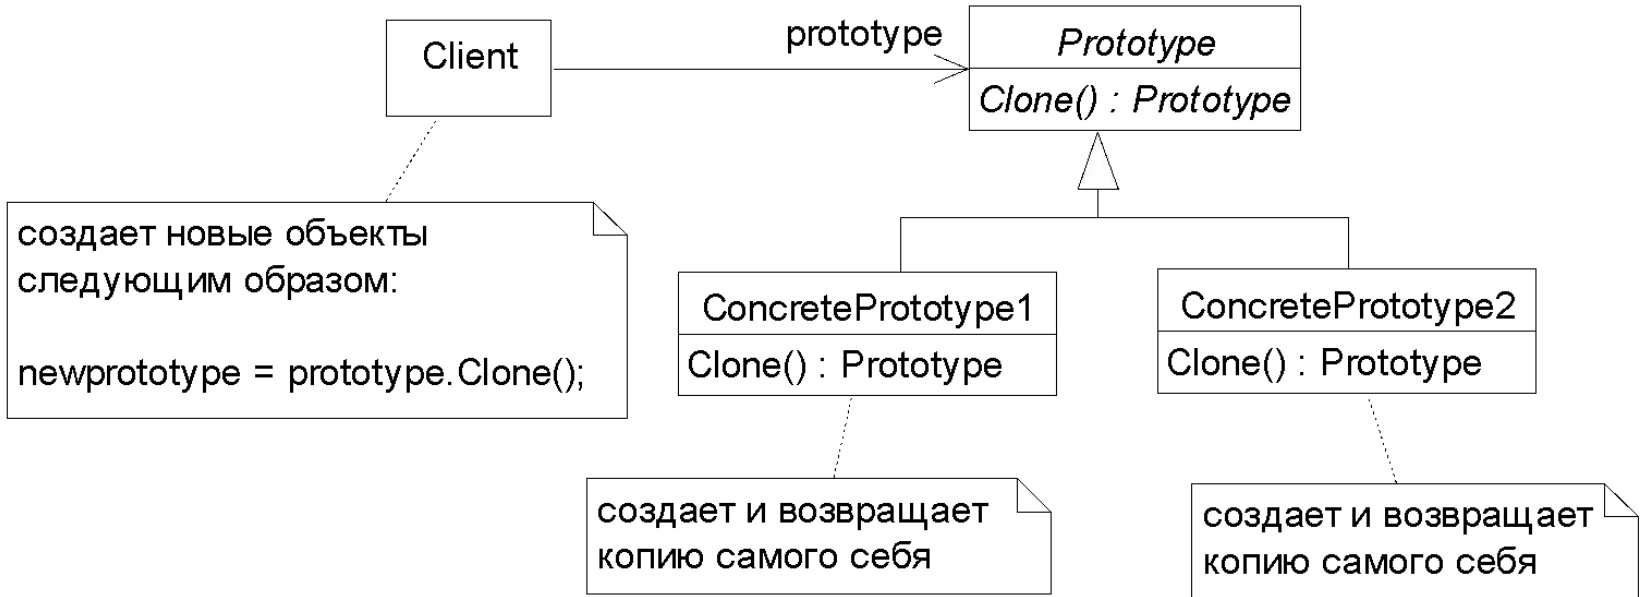 Client
prototype
Prototype
Clone() : Prototype
создает новые объекты
следующим образом:
newprototype = prototype.Clone();
ConcretePrototype1
Clone() : Prototype
ConcretePrototype2
Clone() : Prototype
создает и возвращает
копию самого себя
создает и возвращает
копию самого себя